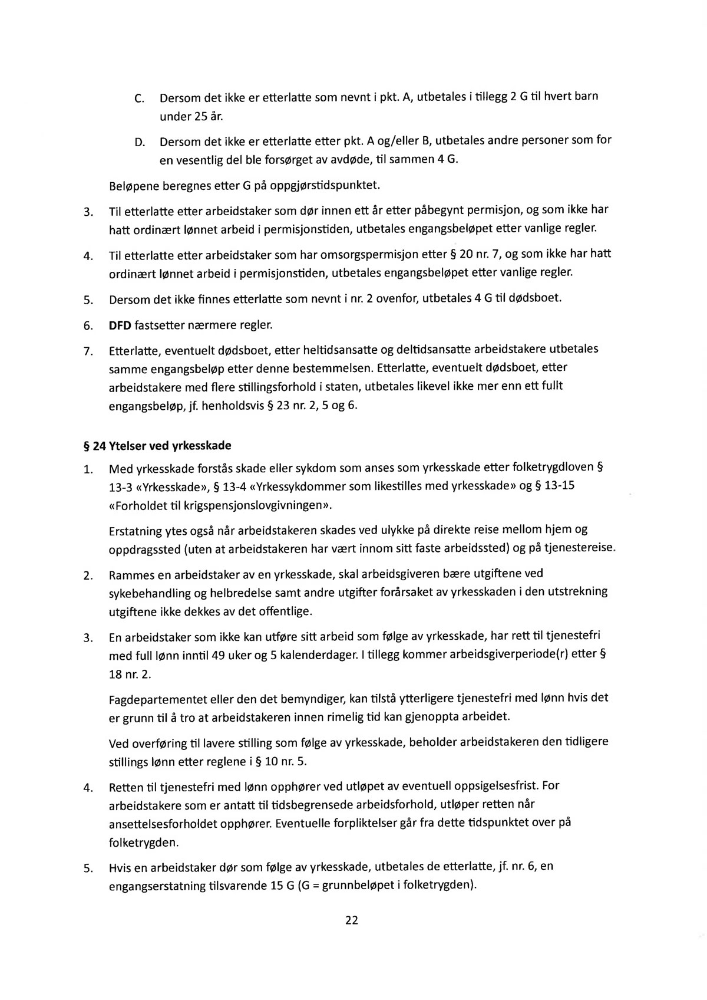 C. Dersom det ikke er etterlatte som nevnt i pkt. A, utbetales i tillegg 2 G til hvert barn
under 25 år.
D. Dersom det ikke er etterlatte etter pkt. A og/eller B, utbetales andre personer som for
en vesentlig del ble forsørget av avdøde, til sammen 4 G.
Beløpene beregnes etter G på oppgjørstidspunktet.
3. Til etterlatte etter arbeidstaker som dør innen ett år etter påbegynt permisjon, og som ikke har
hatt ordinært lønnet arbeid i permisjonstiden, utbetales engangsbeløpet etter vanlige regler.
4. Til etterlatte etter arbeidstaker som har omsorgspermisjon etter § 20 nr. 7, og som ikke har hatt
ordinært lønnet arbeid i permisjonstiden, utbetales engangsbeløpet etter vanlige regler.
5. Dersom det ikke finnes etterlatte som nevnt i nr. 2 ovenfor, utbetales 4 G til dødsboet.
6. DFD fastsetter nærmere regler.
7. Etterlatte, eventuelt dødsboet, etter heltidsansatte og deltidsansatte arbeidstakere utbetales
samme engangsbeløp etter denne bestemmelsen. Etterlatte, eventuelt dødsboet, etter
arbeidstakere med flere stillingsforhold i staten, utbetales likevel ikke mer enn ett fullt
engangsbeløp, jf. henholdsvis § 23 nr. 2, 5 og 6.
§ 24 Ytelser ved yrkesskade
1. Med yrkesskade forstås skade eller sykdom som anses som yrkesskade etter folketrygdloven §
13-3 «Yrkesskade», § 13-4 «Yrkessykdommer som likestilles med yrkesskade» og § 13-15
«Forholdet til krigspensjonslovgivningen».
Erstatning ytes også når arbeidstakeren skades ved ulykke på direkte reise mellom hjem og
oppdragssted (uten at arbeidstakeren har vært innom sitt faste arbeidssted) og på tjenestereise.
2. Rammes en arbeidstaker av en yrkesskade, skal arbeidsgiveren bære utgiftene ved
sykebehandling og helbredelse samt andre utgifter forårsaket av yrkesskaden i den utstrekning
utgiftene ikke dekkes av det offentlige.
3. En arbeidstaker som ikke kan utføre sitt arbeid som følge av yrkesskade, har rett til tjenestefri
med full lønn inntil 49 uker og 5 kalenderdager. I tillegg kommer arbeidsgiverperiode(r) etter §
18 nr. 2.
Fagdepartementet eller den det bemyndiger, kan tilstå ytterligere tjenestefri med lønn hvis det
er grunn til å tro at arbeidstakeren innen rimelig tid kan gjenoppta arbeidet.
Ved overføring til lavere stilling som følge av yrkesskade, beholder arbeidstakeren den tidligere
stillings lønn etter reglene i § 10 nr. 5.
4. Retten til tjenestefri med lønn opphører ved utløpet av eventuell oppsigelsesfrist. For
arbeidstakere som er antatt til tidsbegrensede arbeidsforhold, utløper retten når
ansettelsesforholdet opphører. Eventuelle forpliktelser går fra dette tidspunktet over på
folketrygden.
5. Hvis en arbeidstaker dør som følge av yrkesskade, utbetales de etterlatte, jf. nr. 6, en
engangserstatning tilsvarende 15 G (G = grunnbeløpet i folketrygden).
22